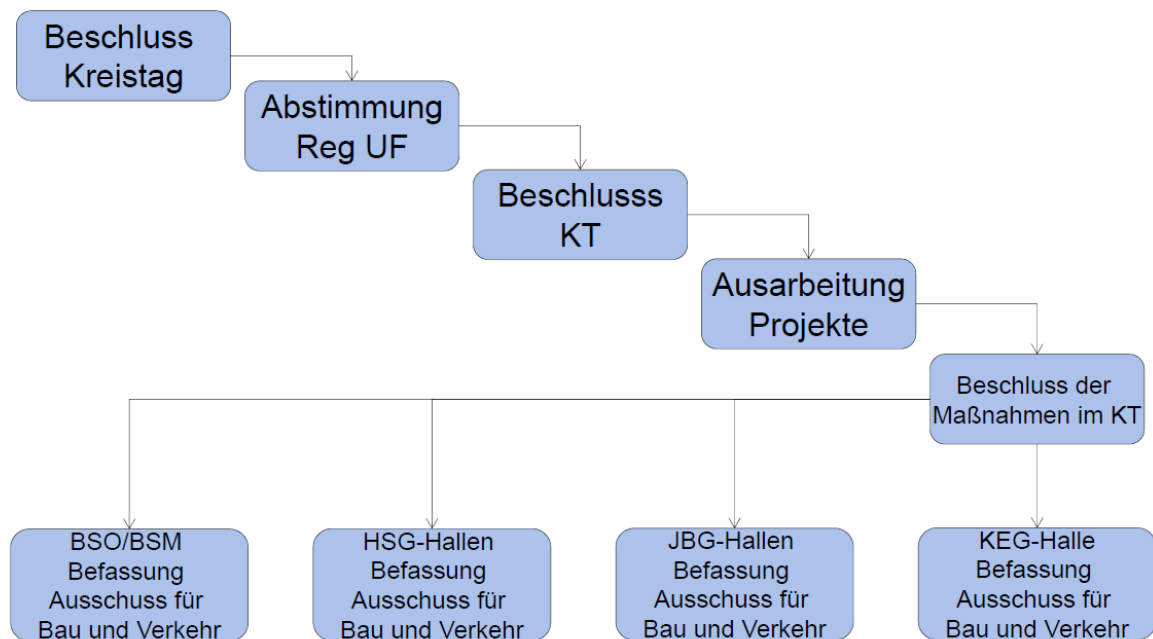 Beschluss
Kreistag
Abstimmung
Reg UF
Beschlusss
KT
Ausarbeitung
Projekte
Beschluss der
Maßnahmen im KT
BSO/BSM
Befassung
Ausschuss für
Bau und Verkehr
HSG-Hallen
Befassung
Ausschuss für
Bau und Verkehr
JBG-Hallen
Befassung
Ausschuss für
Bau und Verkehr
KEG-Halle
Befassung
Ausschuss für
Bau und Verkehr